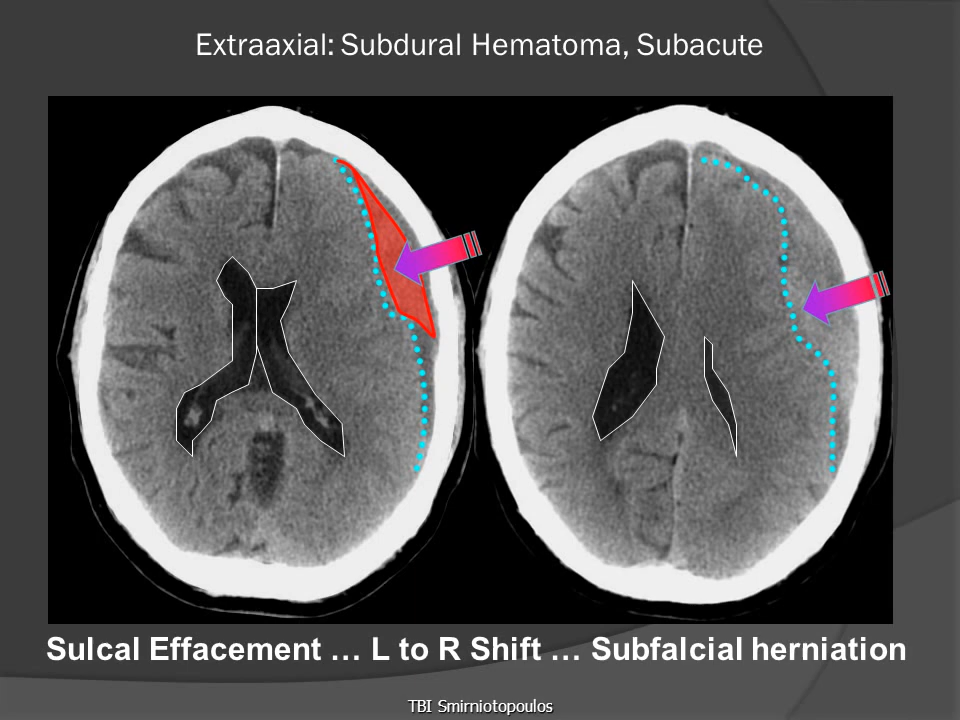 Extraaxial: Subdural Hematoma, Subacute
Sulcal Effacement … L to R Shift … Subfalcial herniation
TBI Smirniotopoulos